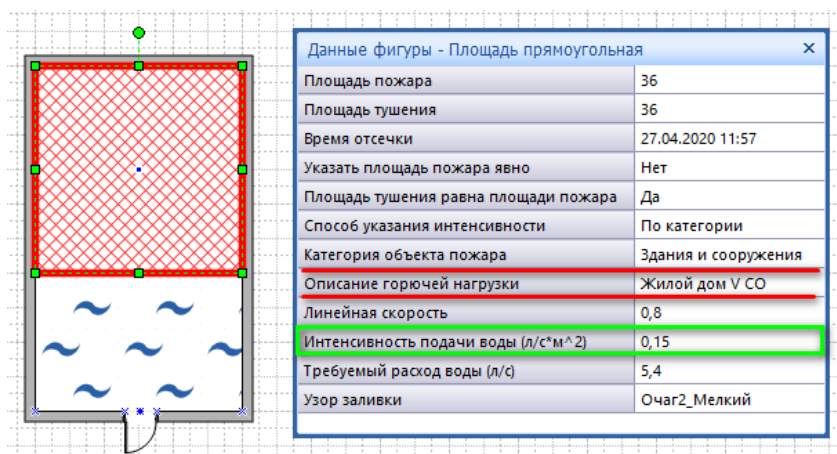 Данные фигуры - Площадь прямоугольная ×
Площадь пожара 36
Площадь тушения 36
Время отсечки 27.04.2020 11:57
Указать площадь пожара явно Нет
Площадь тушения равна площади пожара Да
Способ указания интенсивности По категории
Категория объекта пожара Здания и сооружения
Описание горючей нагрузки Жилой дом V СО
Линейная скорость 0,8
Интенсивность подачи воды (л/с*м^2) 0,15
Требуемый расход воды (л/с) 5,4
Узор заливки Очаг2_Мелкий